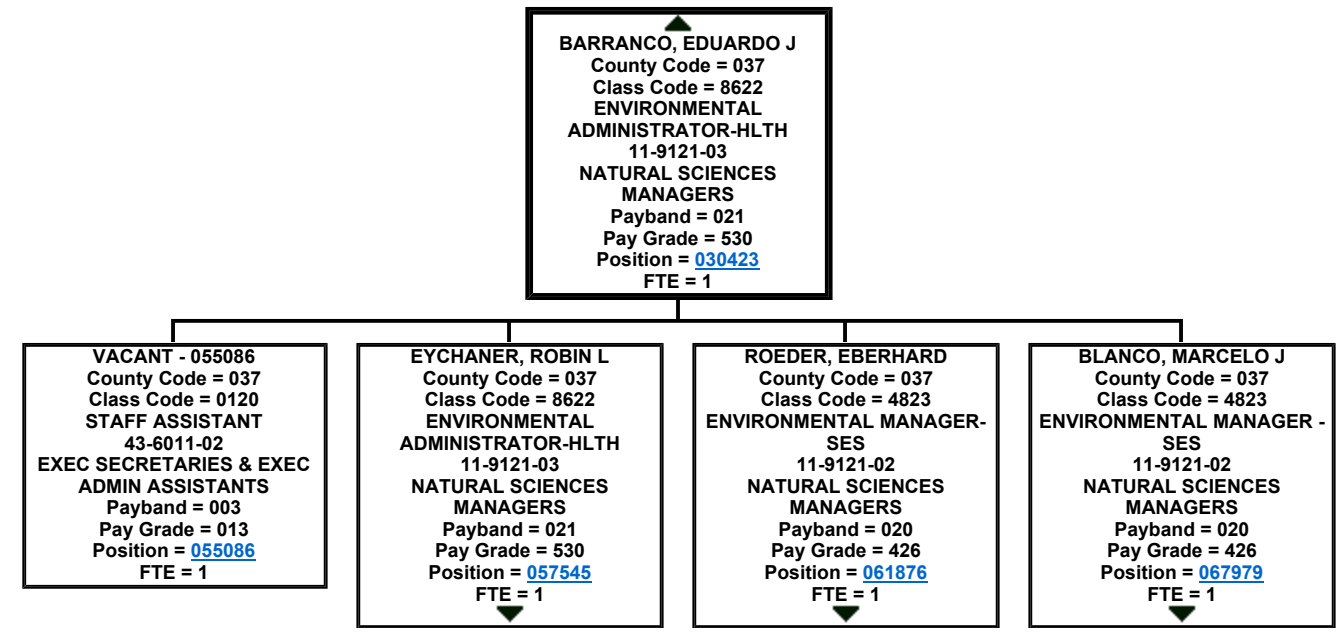 BARRANCO, EDUARDO J
County Code = 037
Class Code = 8622
ENVIRONMENTAL
ADMINISTRATOR-HLTH
11-9121-03
NATURAL SCIENCES
MANAGERS
Payband = 021
Pay Grade = 530
Position = 030423
FTE = 1
VACANT - 055086
County Code = 037
Class Code = 0120
STAFF ASSISTANT
43-6011-02
EXEC SECRETARIES & EXEC
ADMIN ASSISTANTS
Payband = 003
Pay Grade = 013
Position = 055086
FTE = 1
EYCHANER, ROBIN L
County Code = 037
Class Code = 8622
ENVIRONMENTAL
ADMINISTRATOR-HLTH
11-9121-03
NATURAL SCIENCES
MANAGERS
Payband = 021
Pay Grade = 530
Position = 057545
FTE = 1
ROEDER, EBERHARD
County Code = 037
Class Code = 4823
ENVIRONMENTAL MANAGER-
SES
11-9121-02
NATURAL SCIENCES
MANAGERS
Payband = 020
Pay Grade = 426
Position = 061876
FTE = 1
BLANCO, MARCELO J
County Code = 037
Class Code = 4823
ENVIRONMENTAL MANAGER -
SES
11-9121-02
NATURAL SCIENCES
MANAGERS
Payband = 020
Pay Grade = 426
Position = 067979
FTE = 1